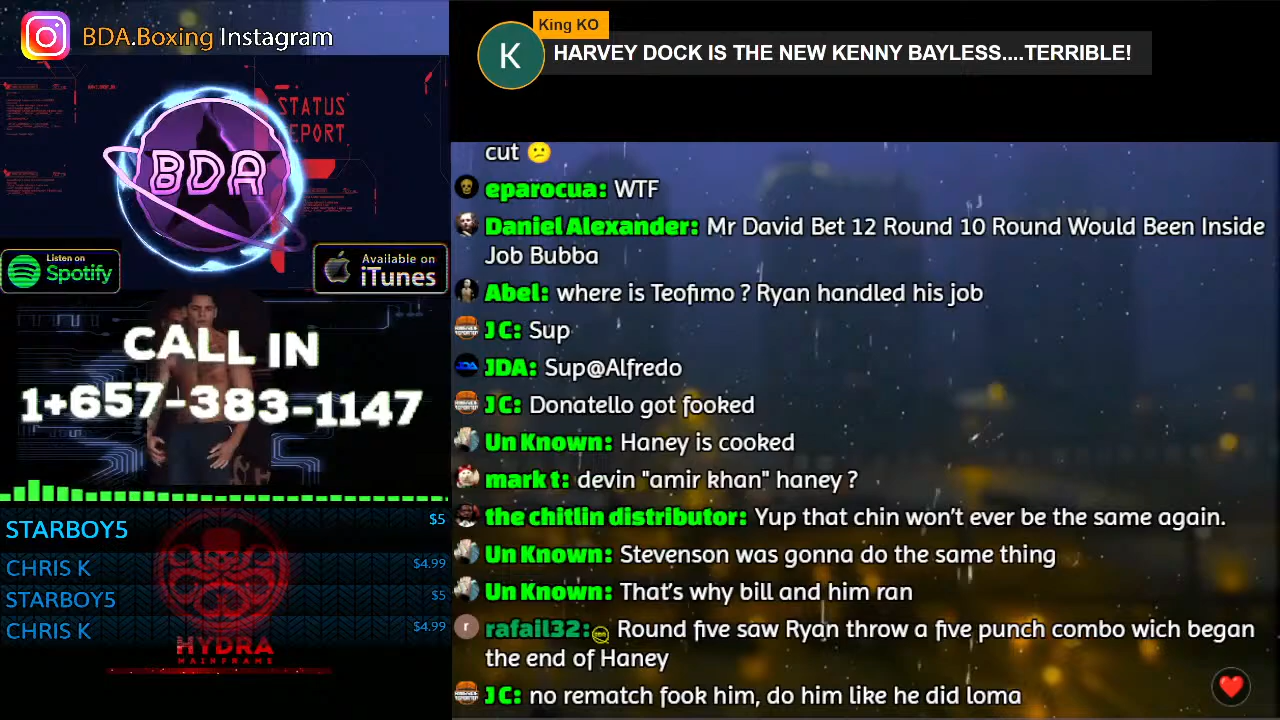 BDA.Boxing Instagram
STATUS
REPORT
BDA
Listen on
Spotify
Available on
iTunes
CALL IN
1+657-383-1147
STARBOY5 $5
CHRIS K $4.99
STARBOY5 $5
CHRIS K $4.99
HYDRA
MAINFRAME
King KO
K
HARVEY DOCK IS THE NEW KENNY BAYLESS....TERRIBLE!
cut 😕
eparocua: WTF
Daniel Alexander: Mr David Bet 12 Round 10 Round Would Been Inside
Job Bubba
Abel: where is Teofimo ? Ryan handled his job
J C: Sup
JDA: Sup@Alfredo
J C: Donatello got fooked
Un Known: Haney is cooked
mark t: devin "amir khan" haney ?
the chitlin distributor: Yup that chin won't ever be the same again.
Un Known: Stevenson was gonna do the same thing
Un Known: That's why bill and him ran
r rafail32: Round five saw Ryan throw a five punch combo wich began
the end of Haney
J C: no rematch fook him, do him like he did loma